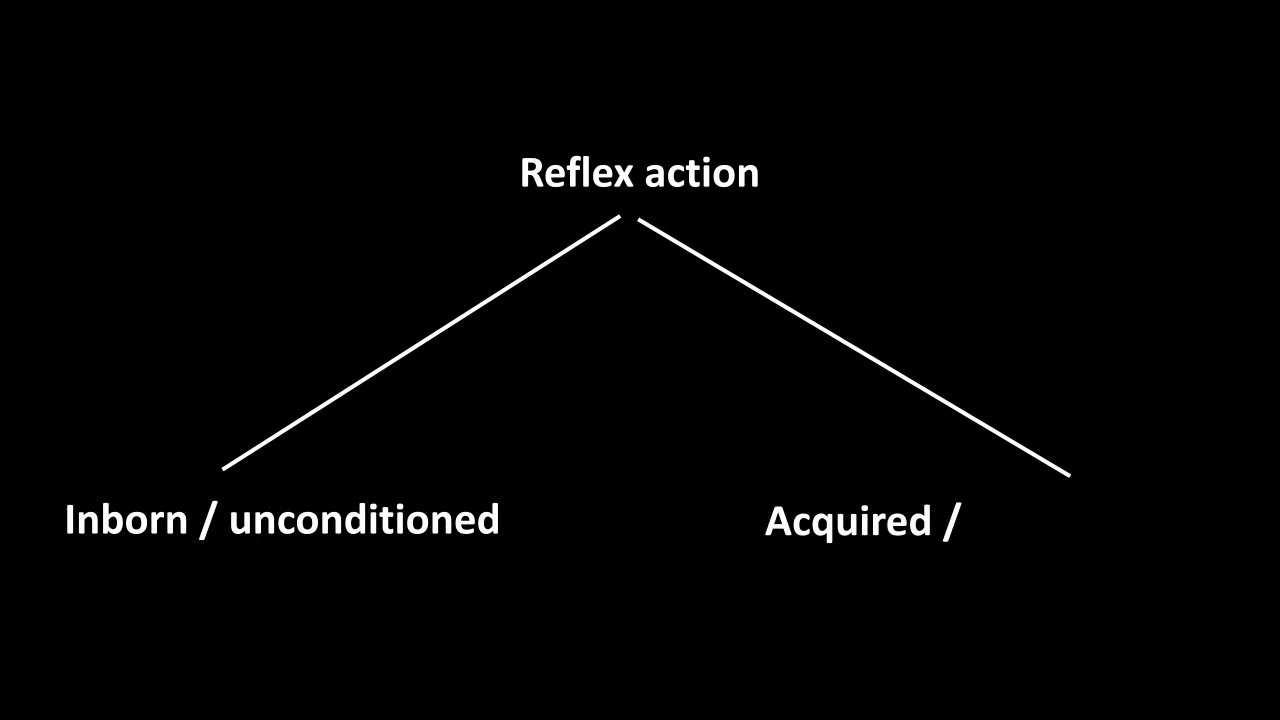 Reflex action
Inborn / unconditioned
Acquired /